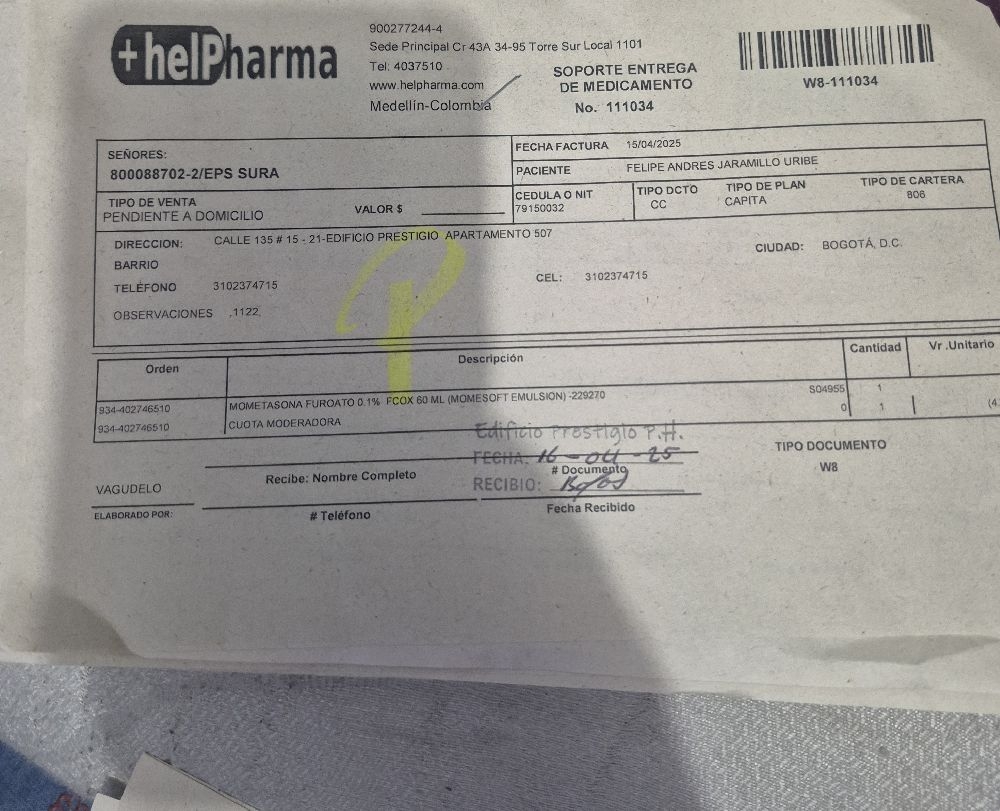 +helPharma
900277244-4
Sede Principal Cr 43A 34-95 Torre Sur Local 1101
Tel: 4037510
www.helpharma.com
Medellín-Colombia
SOPORTE ENTREGA
DE MEDICAMENTO
No. 111034
W8-111034
SEÑORES:
800088702-2/EPS SURA
FECHA FACTURA 15/04/2025
PACIENTE FELIPE ANDRES JARAMILLO URIBE
TIPO DE VENTA
PENDIENTE A DOMICILIO
VALOR $
CEDULA O NIT
79150032
TIPO DCTO
CC
TIPO DE PLAN
CAPITA
TIPO DE CARTERA
806
DIRECCION: CALLE 135 # 15 - 21-EDIFICIO PRESTIGIO APARTAMENTO 507
CIUDAD: BOGOTÁ, D.C.
BARRIO
TELÉFONO 3102374715
CEL: 3102374715
OBSERVACIONES ,1122,
P
Orden Descripción Cantidad Vr .Unitario
934-402746510 MOMETASONA FUROATO 0.1% FCOX 60 ML (MOMESOFT EMULSION) -229270 S04955 1
934-402746510 CUOTA MODERADORA 0 1 (4.
Edificio Prestigio P.H.
FECHA: 16-04-25
RECIBIO:
TIPO DOCUMENTO
W8
VAGUDELO
ELABORADO POR:
Recibe: Nombre Completo
# Documento
# Teléfono
Fecha Recibido